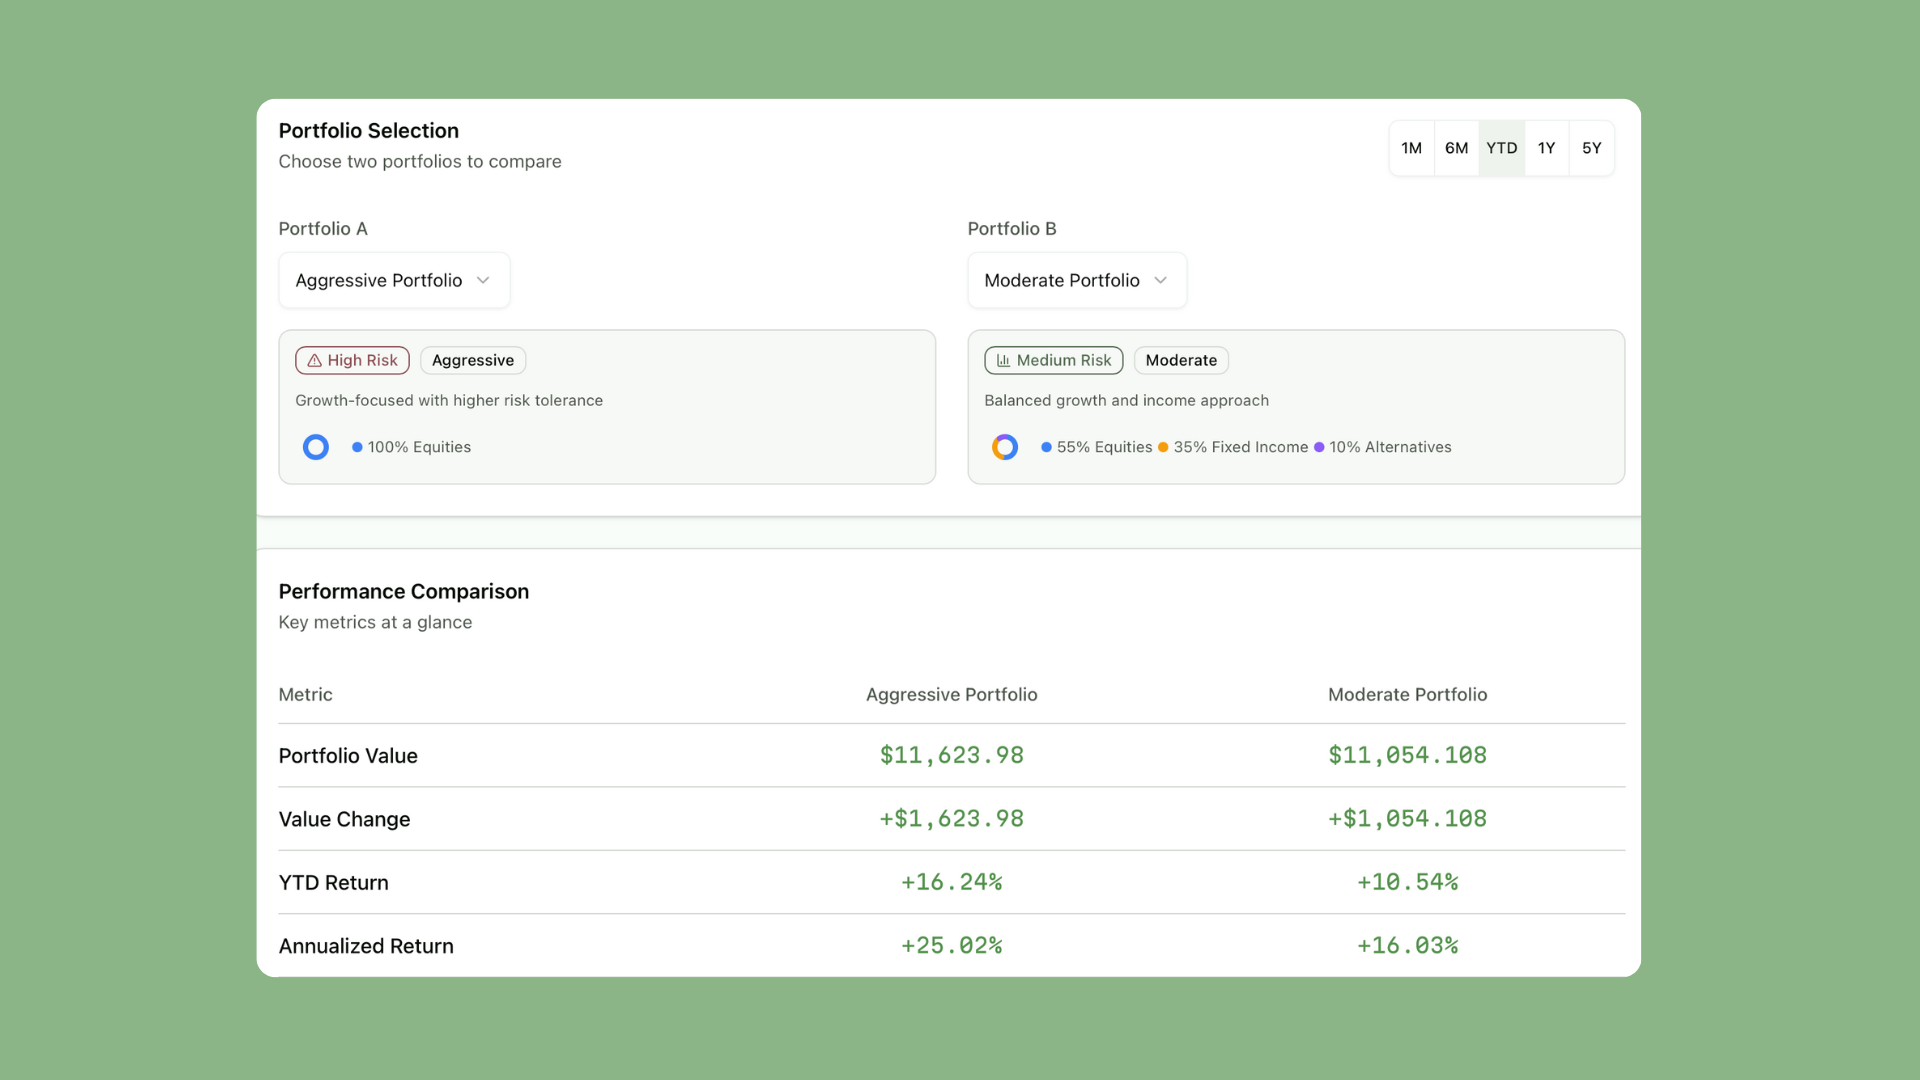 Portfolio Selection
Choose two portfolios to compare
1M 6M YTD 1Y 5Y
Portfolio A
Aggressive Portfolio
High Risk Aggressive
Growth-focused with higher risk tolerance
100% Equities
Portfolio B
Moderate Portfolio
Medium Risk Moderate
Balanced growth and income approach
55% Equities 35% Fixed Income 10% Alternatives
Performance Comparison
Key metrics at a glance
Metric Aggressive Portfolio Moderate Portfolio
Portfolio Value $11,623.98 $11,054.108
Value Change +$1,623.98 +$1,054.108
YTD Return +16.24% +10.54%
Annualized Return +25.02% +16.03%